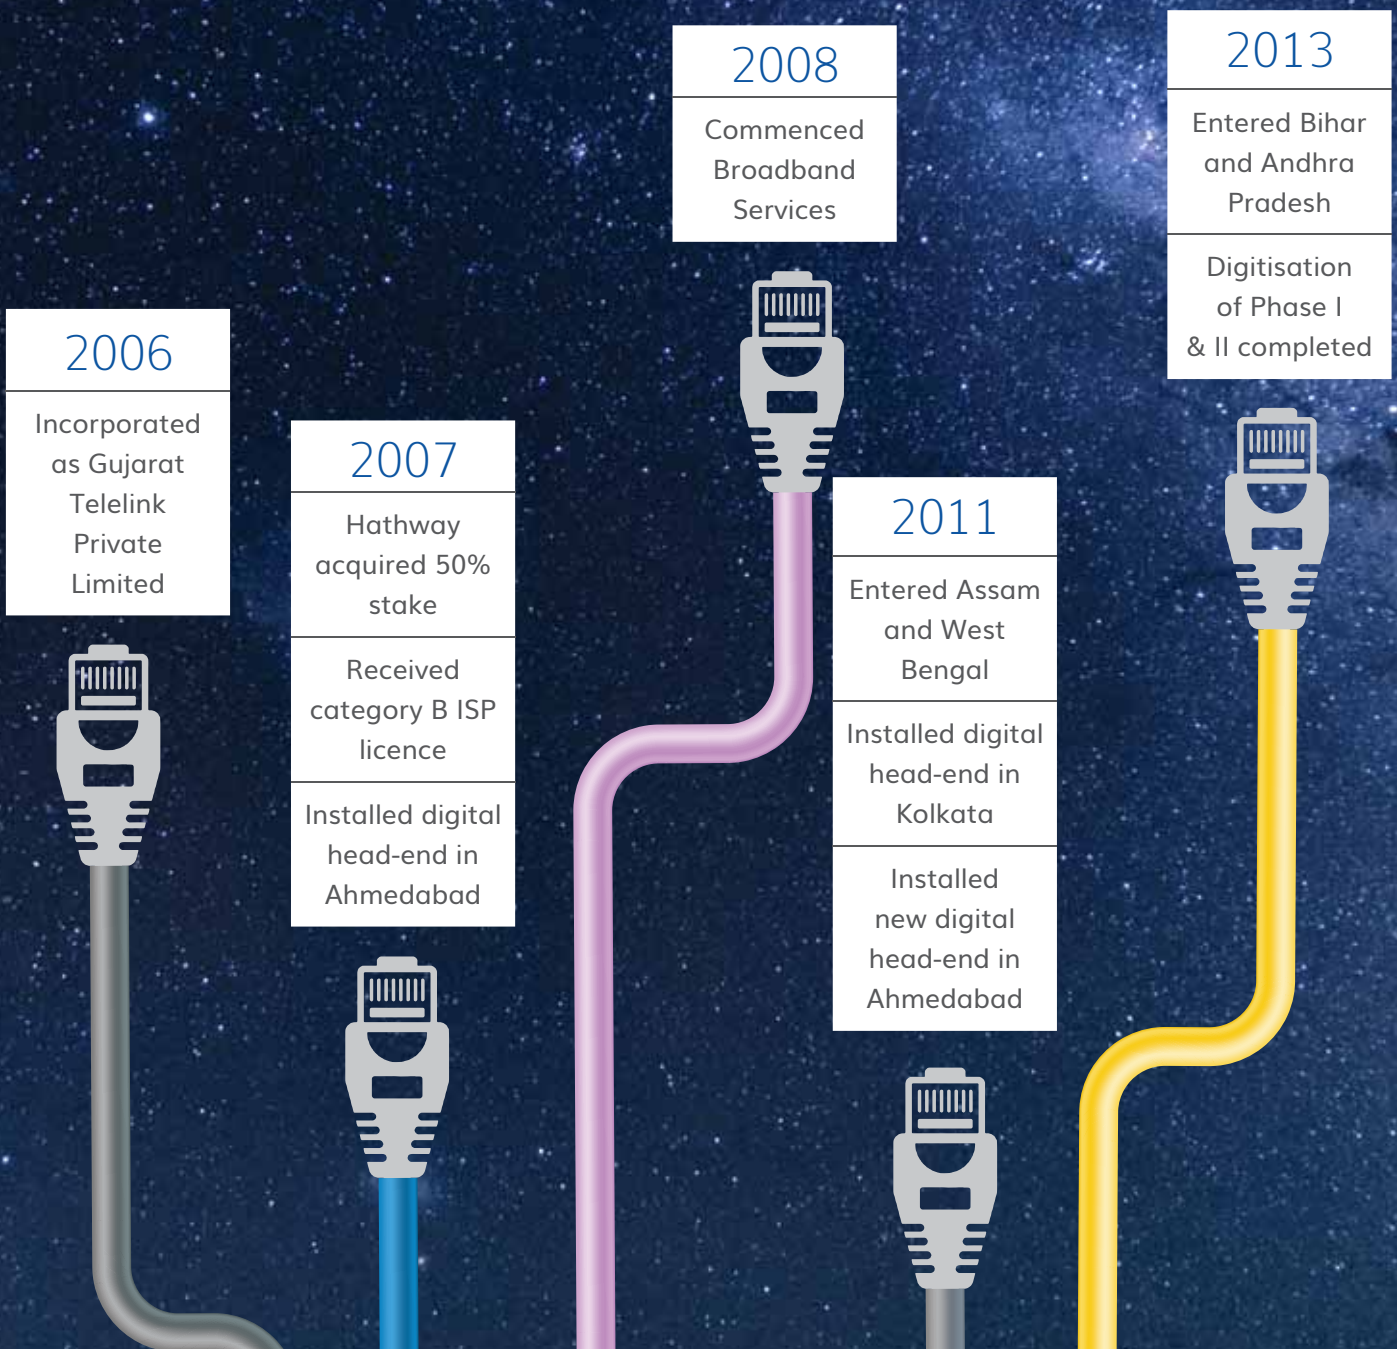 2006
Incorporated
as Gujarat
Telelink
Private
Limited
2007
Hathway
acquired 50%
stake
Received
category B ISP
licence
Installed digital
head-end in
Ahmedabad
2008
Commenced
Broadband
Services
2011
Entered Assam
and West
Bengal
Installed digital
head-end in
Kolkata
Installed
new digital
head-end in
Ahmedabad
2013
Entered Bihar
and Andhra
Pradesh
Digitisation
of Phase I
& II completed